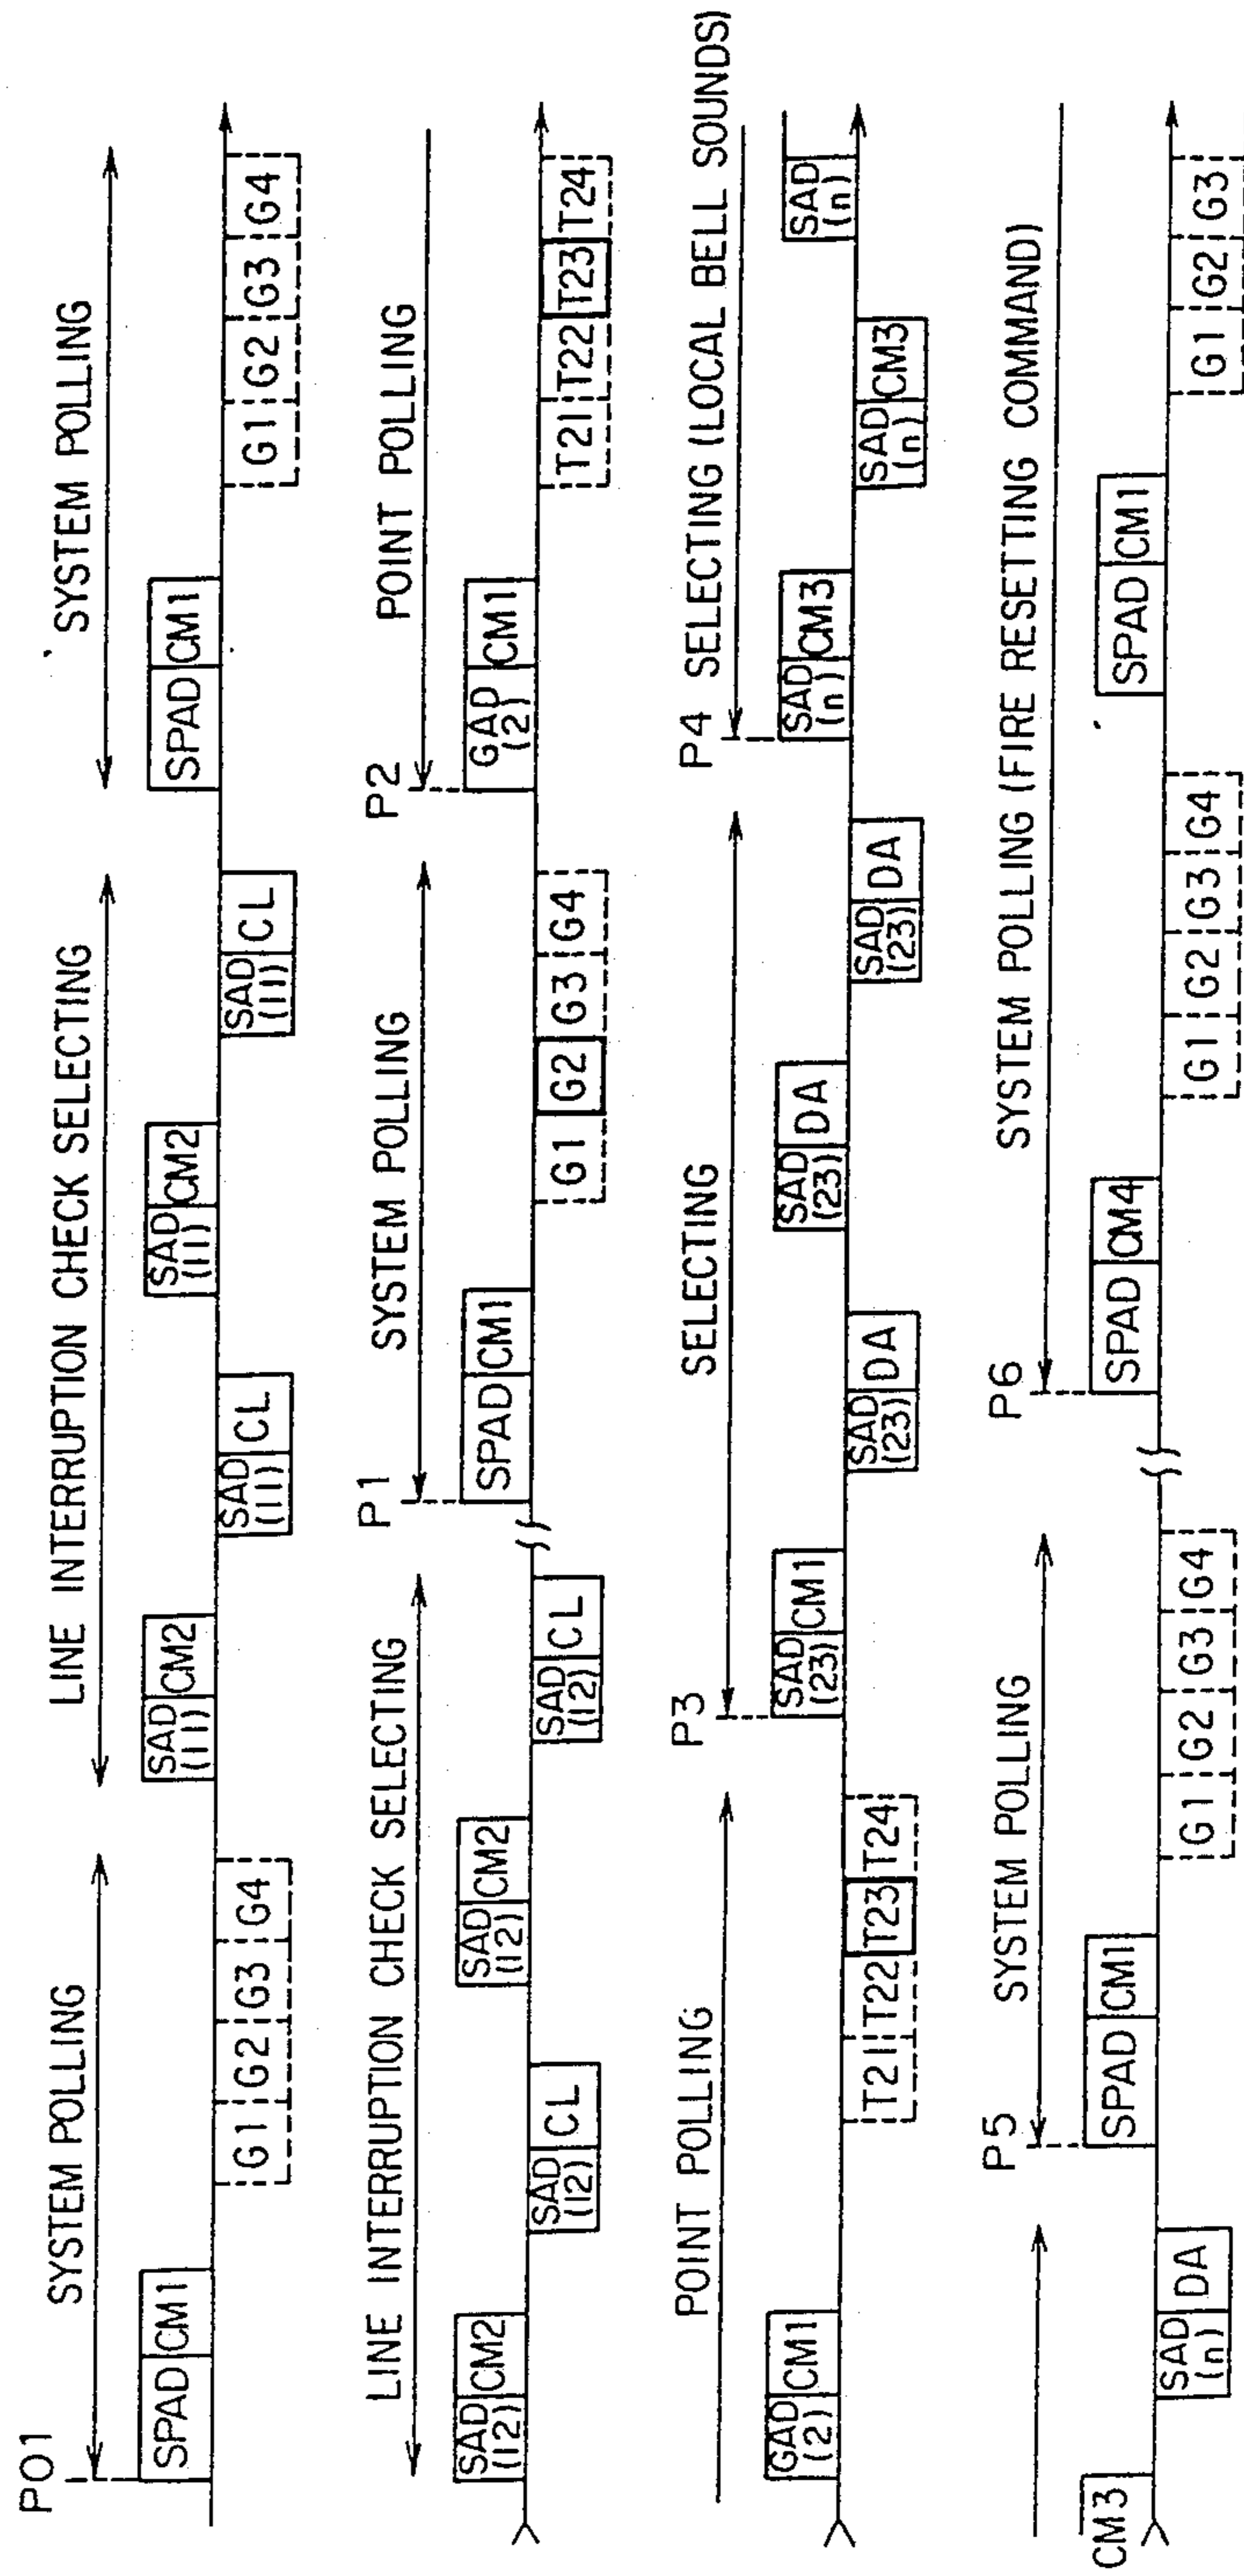 P01
SYSTEM POLLING
LINE INTERRUPTION CHECK SELECTING
SYSTEM POLLING
SPAD CM1
SAD (11) CM2
SAD (11) CM2
SPAD CM1
G1 G2 G3 G4
SAD (11) CL
SAD (11) CL
G1 G2 G3 G4
LINE INTERRUPTION CHECK SELECTING
P1
SYSTEM POLLING
P2
POINT POLLING
SAD (12) CM2
SAD (12) CM2
SPAD CM1
GAD (2) CM1
SAD (12) CL
SAD (12) CL
G1 G2 G3 G4
T21 T22 T23 T24
POINT POLLING
P3
SELECTING
P4
SELECTING (LOCAL BELL SOUNDS)
GAD (2) CM1
SAD (23) CM1
SAD (23) DA
SAD (n) CM3
SAD (n)
T21 T22 T23 T24
SAD (23) DA
SAD (23) DA
SAD (n) CM3
P5
SYSTEM POLLING
P6
SYSTEM POLLING (FIRE RESETTING COMMAND)
CM3
SPAD CM1
SPAD CM4
SPAD CM1
SAD (n) DA
G1 G2 G3 G4
G1 G2 G3 G4
G1 G2 G3